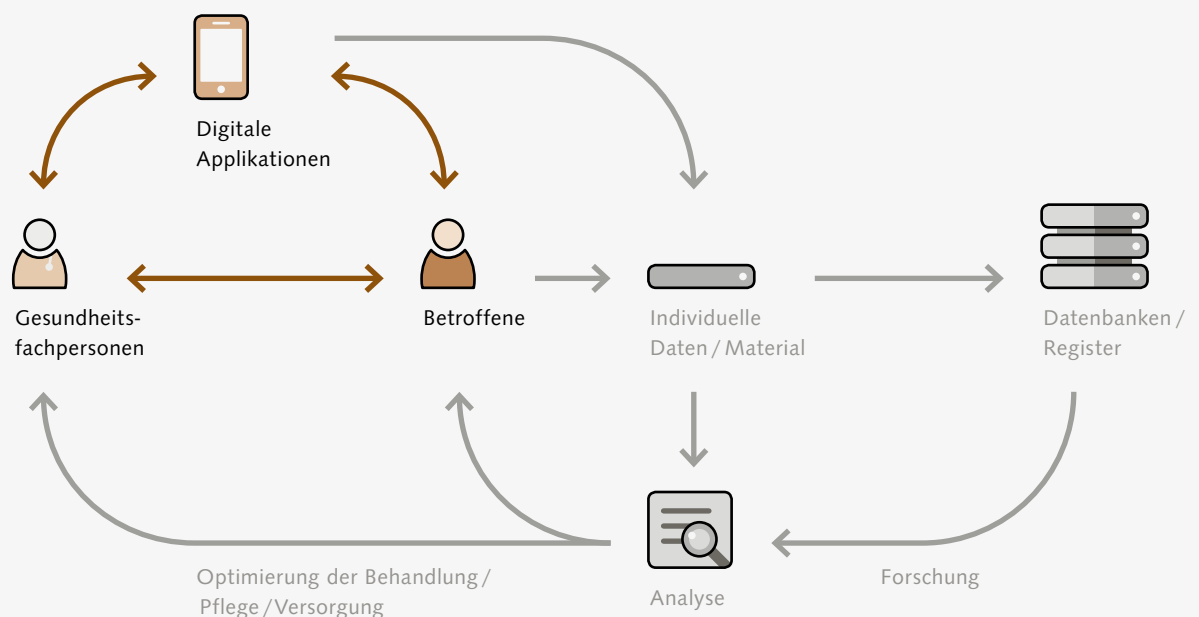 Digitale
Applikationen
Gesundheits-
fachpersonen
Betroffene
Individuelle
Daten / Material
Datenbanken /
Register
Optimierung der Behandlung /
Pflege / Versorgung
Analyse
Forschung